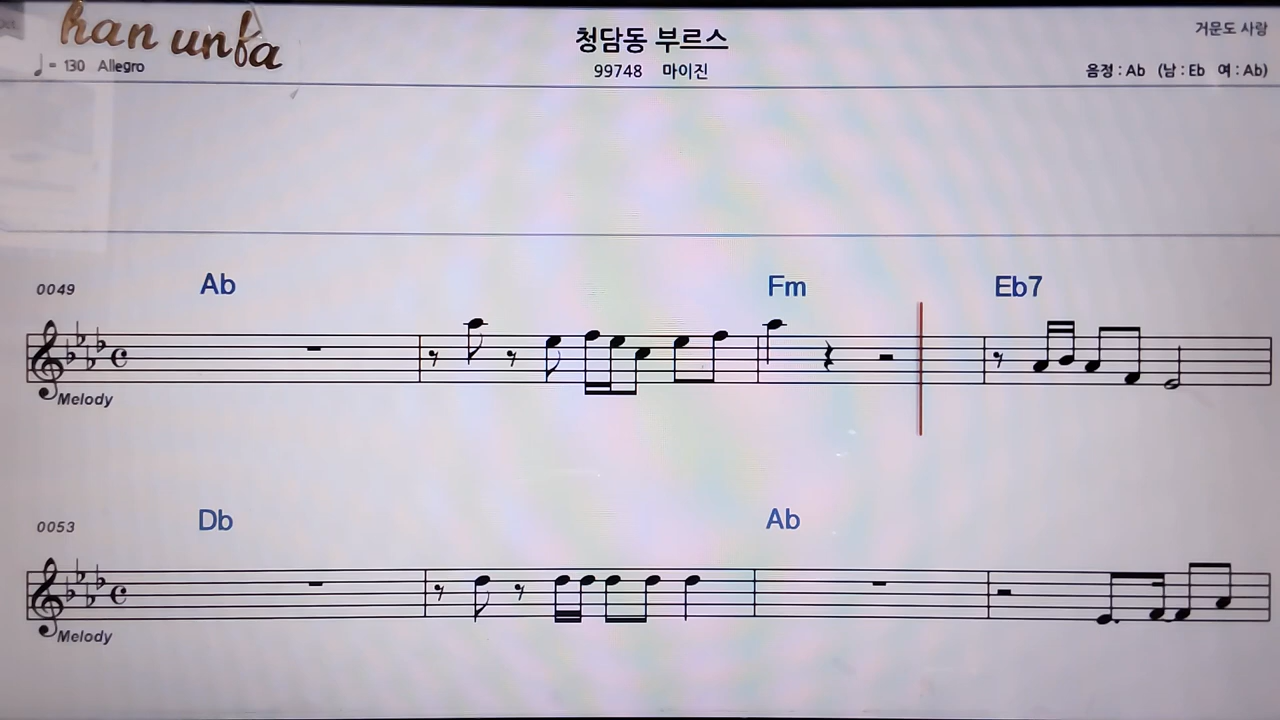 han unfa
청담동 부르스
거문도 사랑
♩= 130 Allegro
99748 마이진
음정 : Ab (남 : Eb 여 : Ab)
0049 Ab Fm Eb7
Melody
0053 Db Ab
Melody